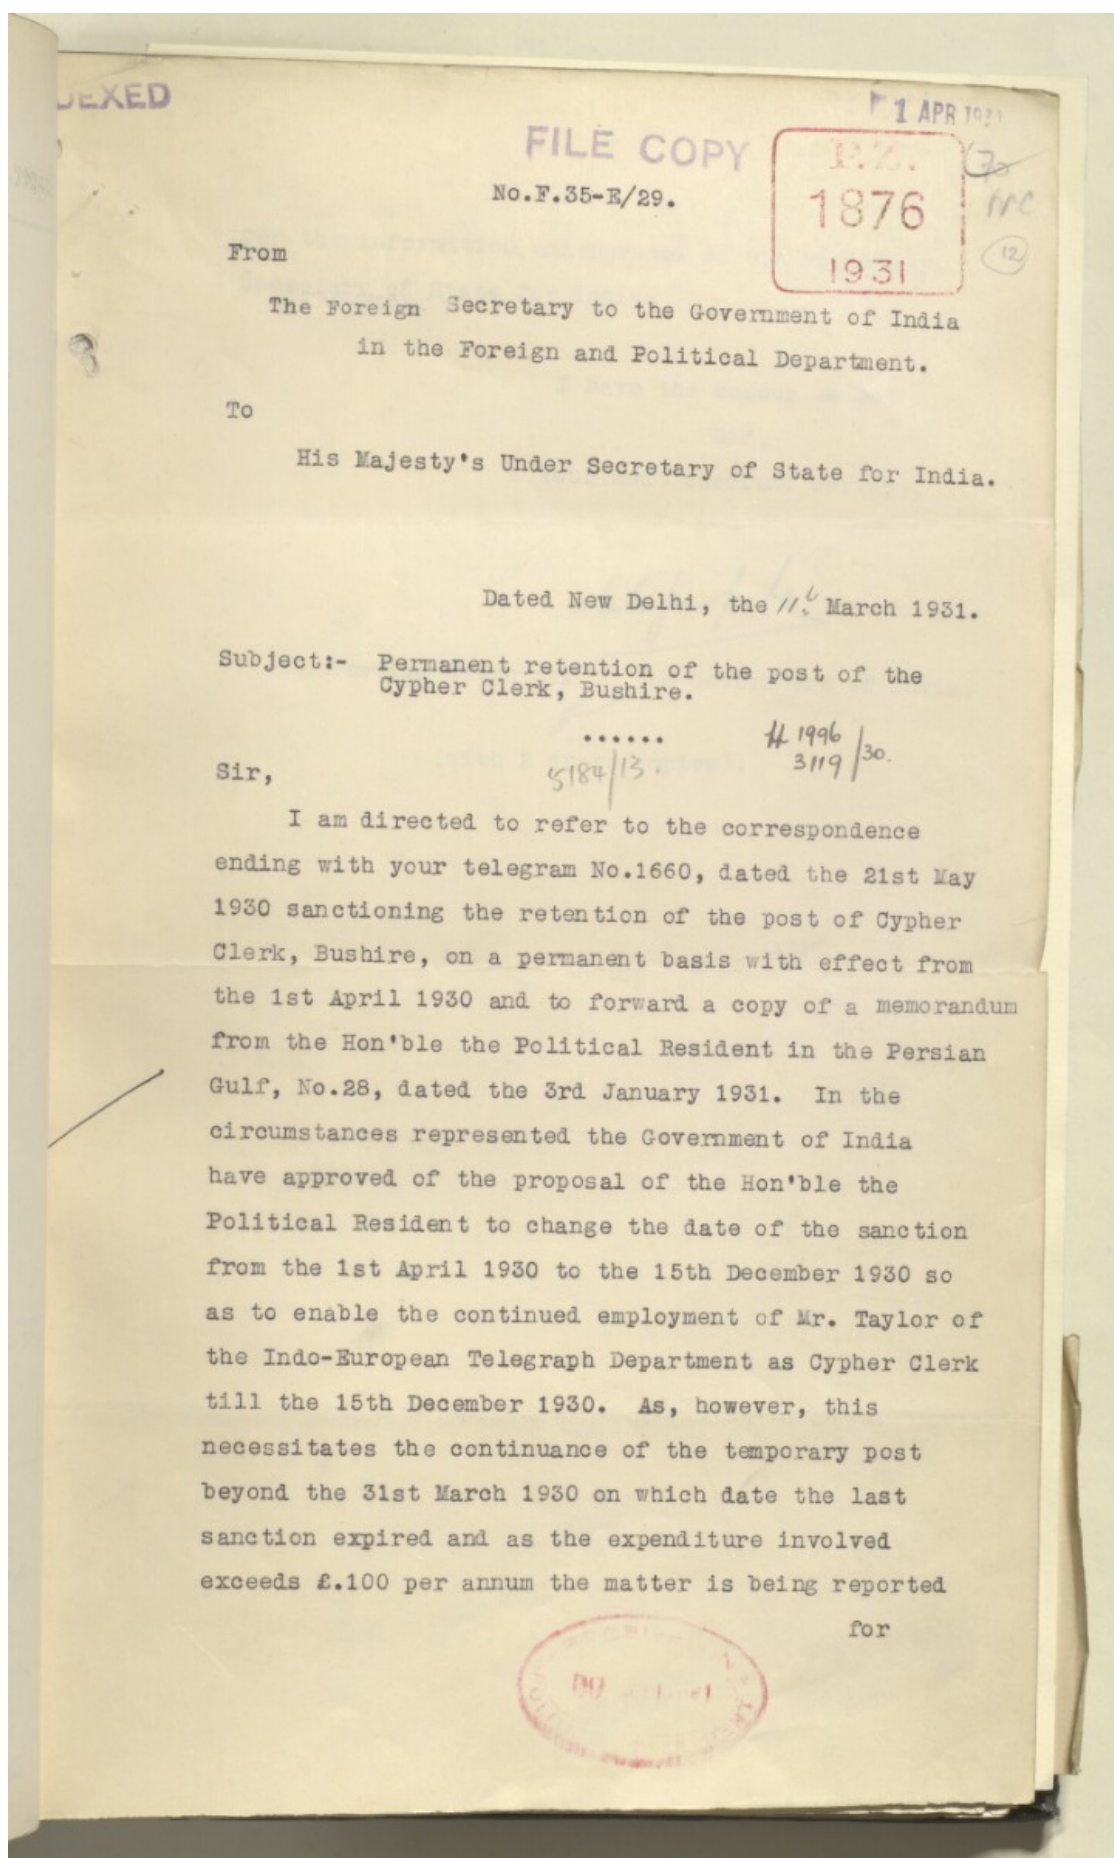 DEXED
1 APR 1931
FILE COPY
P.Z.
1876
1931
No.F.35-E/29.
12
From
The Foreign Secretary to the Government of India
in the Foreign and Political Department.
To
His Majesty's Under Secretary of State for India.
Dated New Delhi, the 11th March 1931.
Subject:- Permanent retention of the post of the
Cypher Clerk, Bushire.
......
1996
3119 /30.
5184/13.
Sir,
I am directed to refer to the correspondence
ending with your telegram No.1660, dated the 21st May
1930 sanctioning the retention of the post of Cypher
Clerk, Bushire, on a permanent basis with effect from
the 1st April 1930 and to forward a copy of a memorandum
from the Hon'ble the Political Resident in the Persian
Gulf, No.28, dated the 3rd January 1931. In the
circumstances represented the Government of India
have approved of the proposal of the Hon'ble the
Political Resident to change the date of the sanction
from the 1st April 1930 to the 15th December 1930 so
as to enable the continued employment of Mr. Taylor of
the Indo-European Telegraph Department as Cypher Clerk
till the 15th December 1930. As, however, this
necessitates the continuance of the temporary post
beyond the 31st March 1930 on which date the last
sanction expired and as the expenditure involved
exceeds £.100 per annum the matter is being reported
for